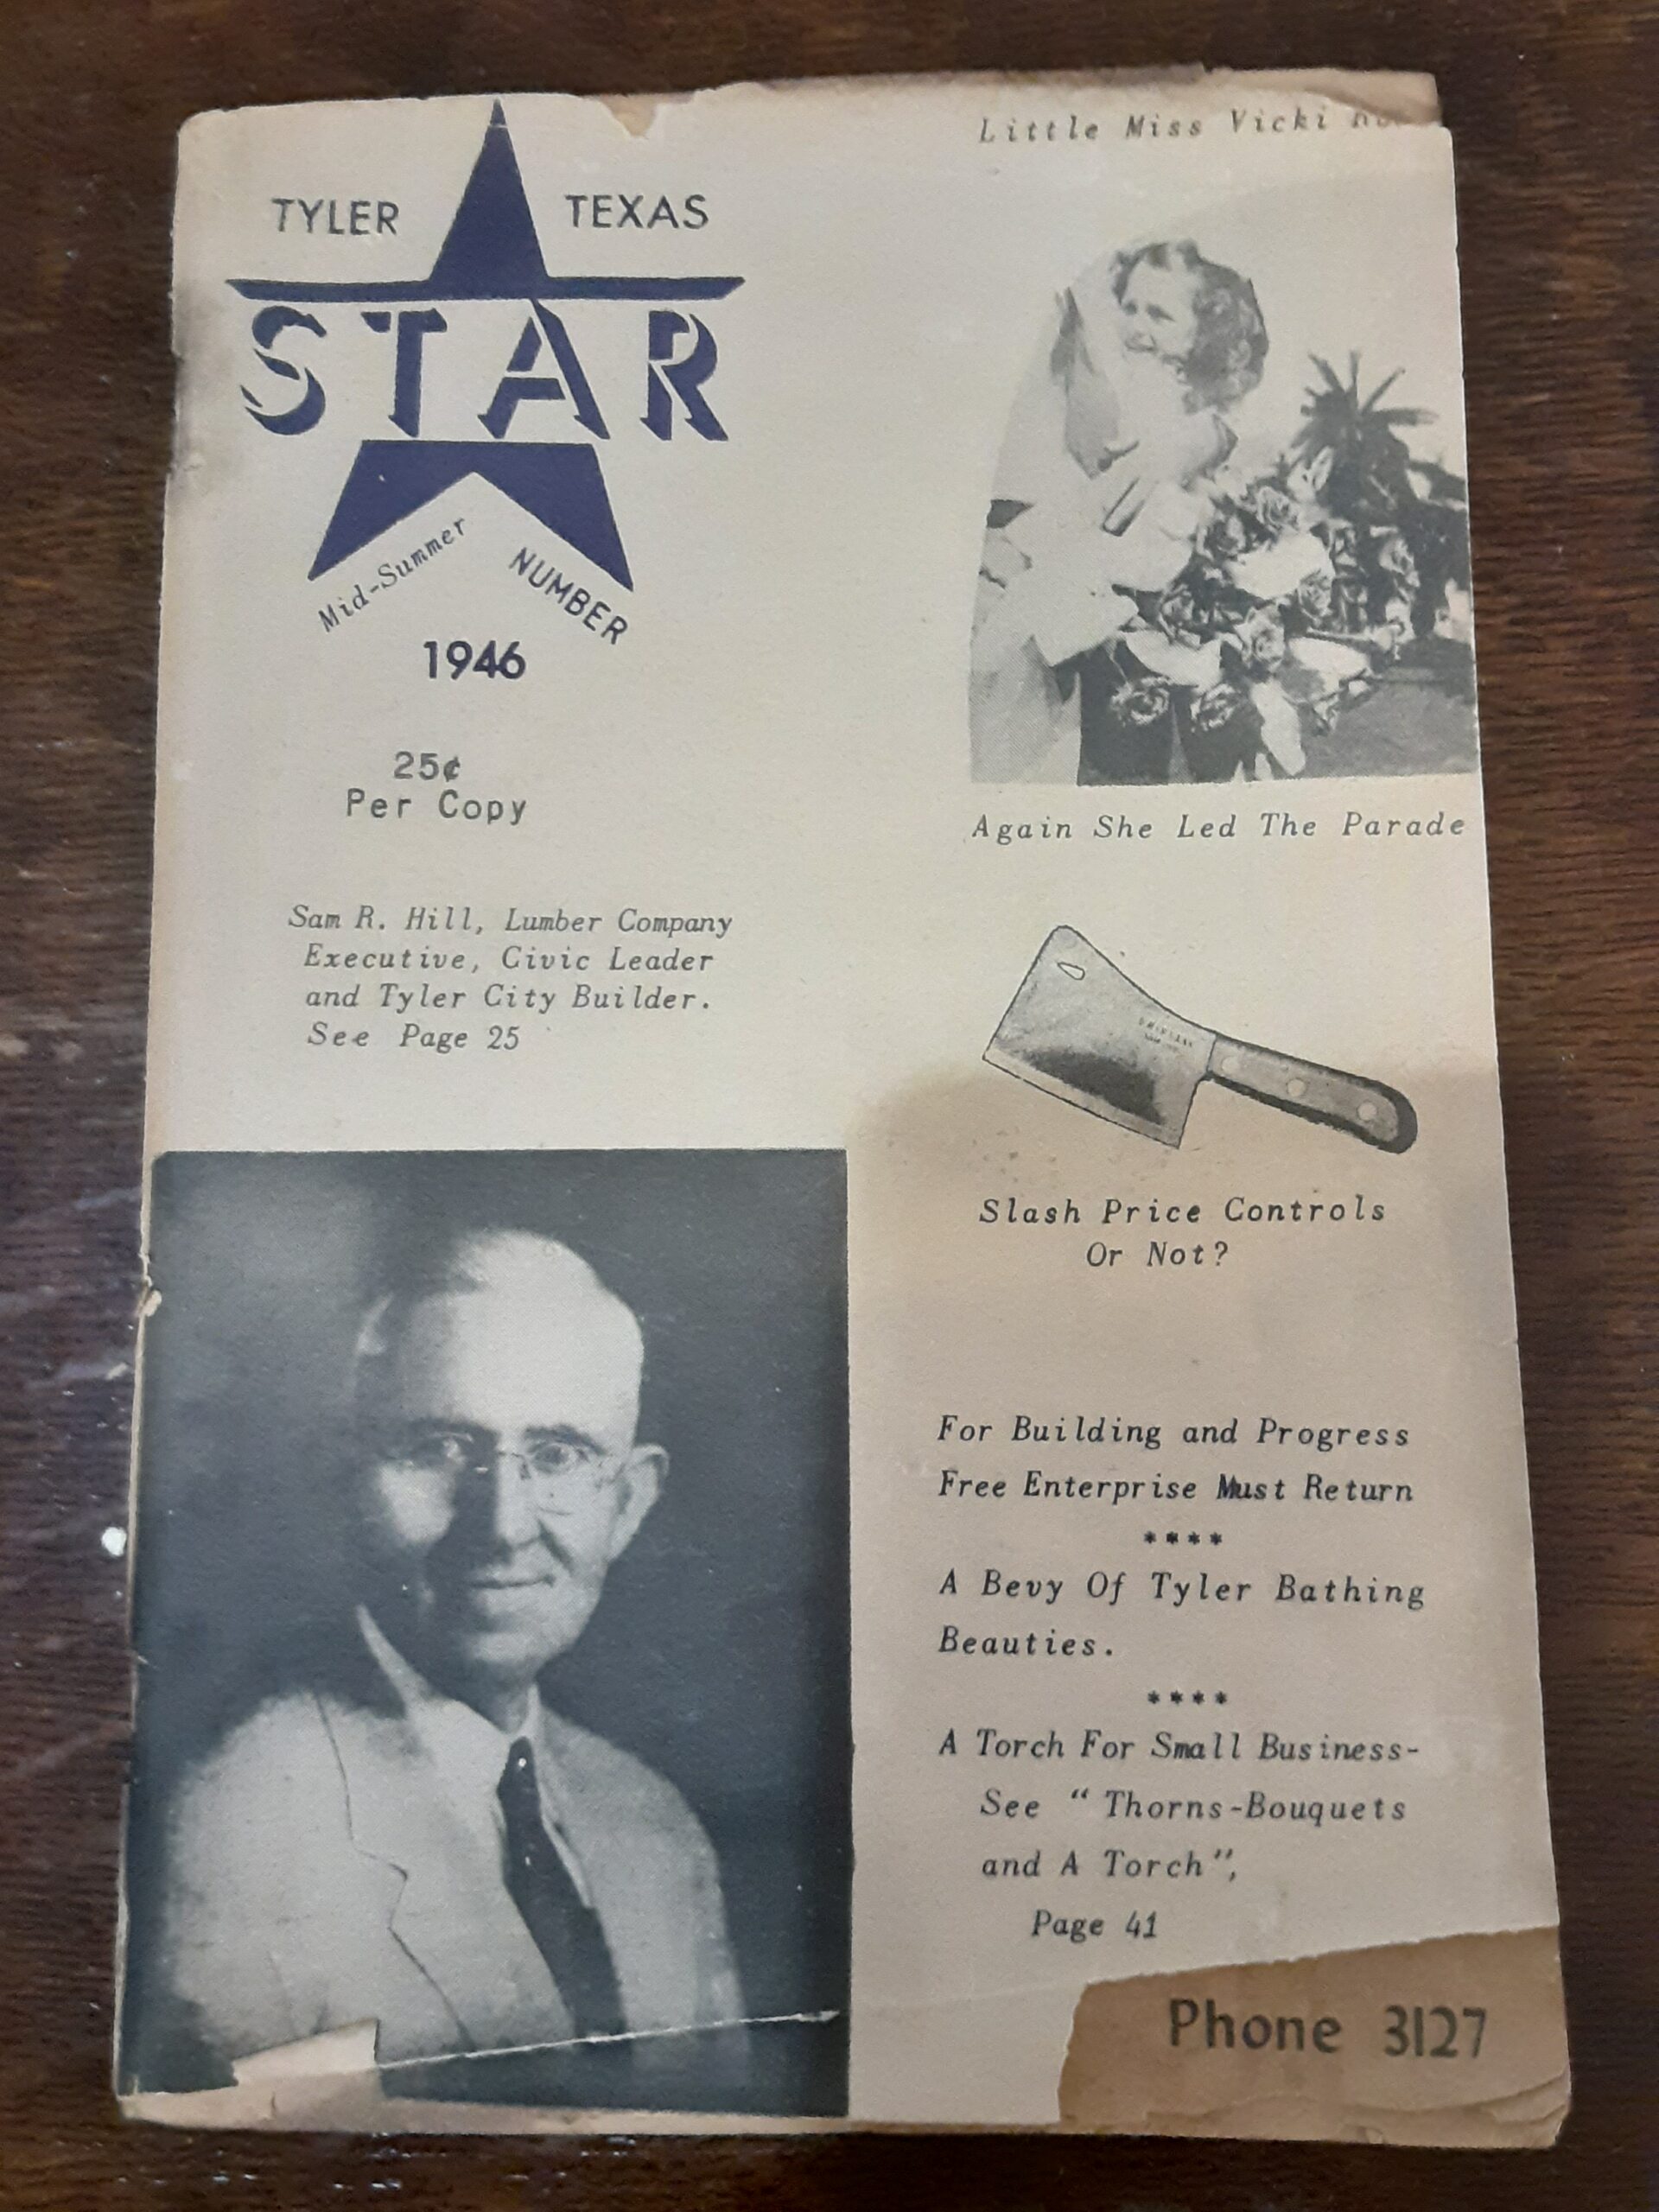 TYLER TEXAS
STAR
Mid-Summer NUMBER
1946
25¢
Per Copy
Sam R. Hill, Lumber Company
Executive, Civic Leader
and Tyler City Builder.
See Page 25
Little Miss Vicki
Again She Led The Parade
Slash Price Controls
Or Not?
For Building and Progress
Free Enterprise Must Return
****
A Bevy Of Tyler Bathing
Beauties.
****
A Torch For Small Business-
See " Thorns-Bouquets
and A Torch",
Page 41
Phone 3127